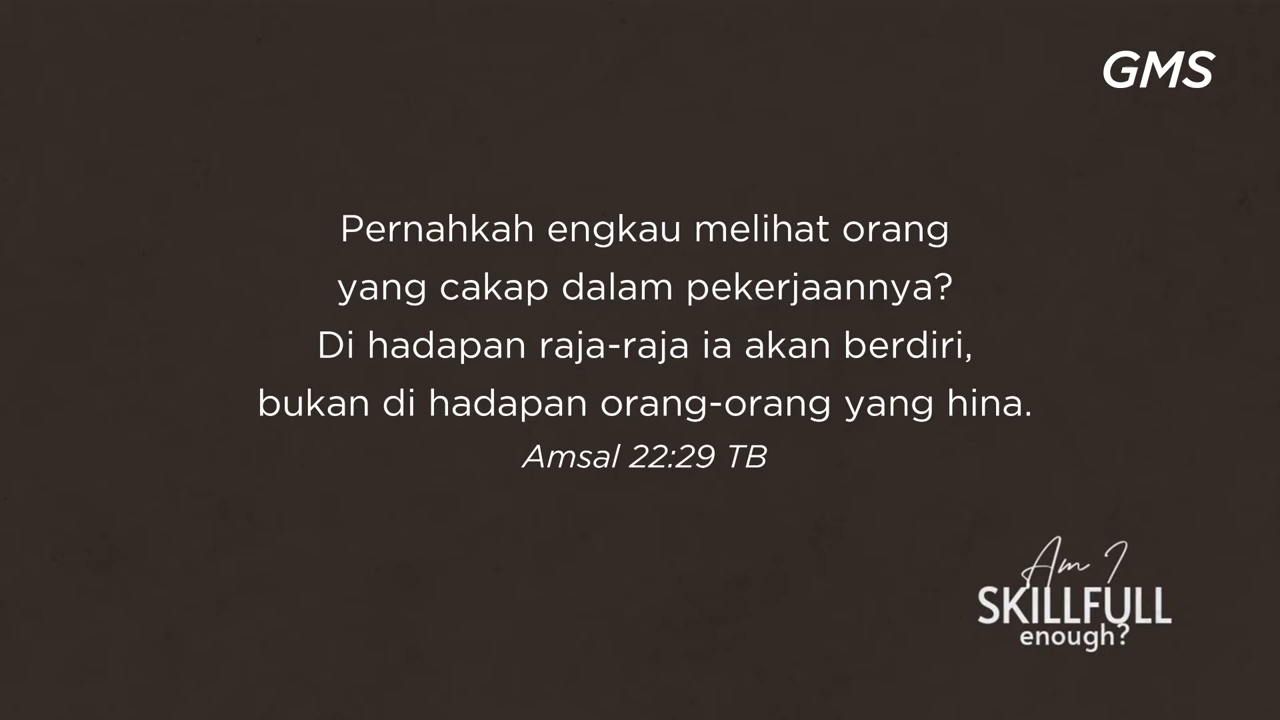 GMS
Pernahkah engkau melihat orang
yang cakap dalam pekerjaannya?
Di hadapan raja-raja ia akan berdiri,
bukan di hadapan orang-orang yang hina.
Amsal 22:29 TB
Am I
SKILLFULL
enough?